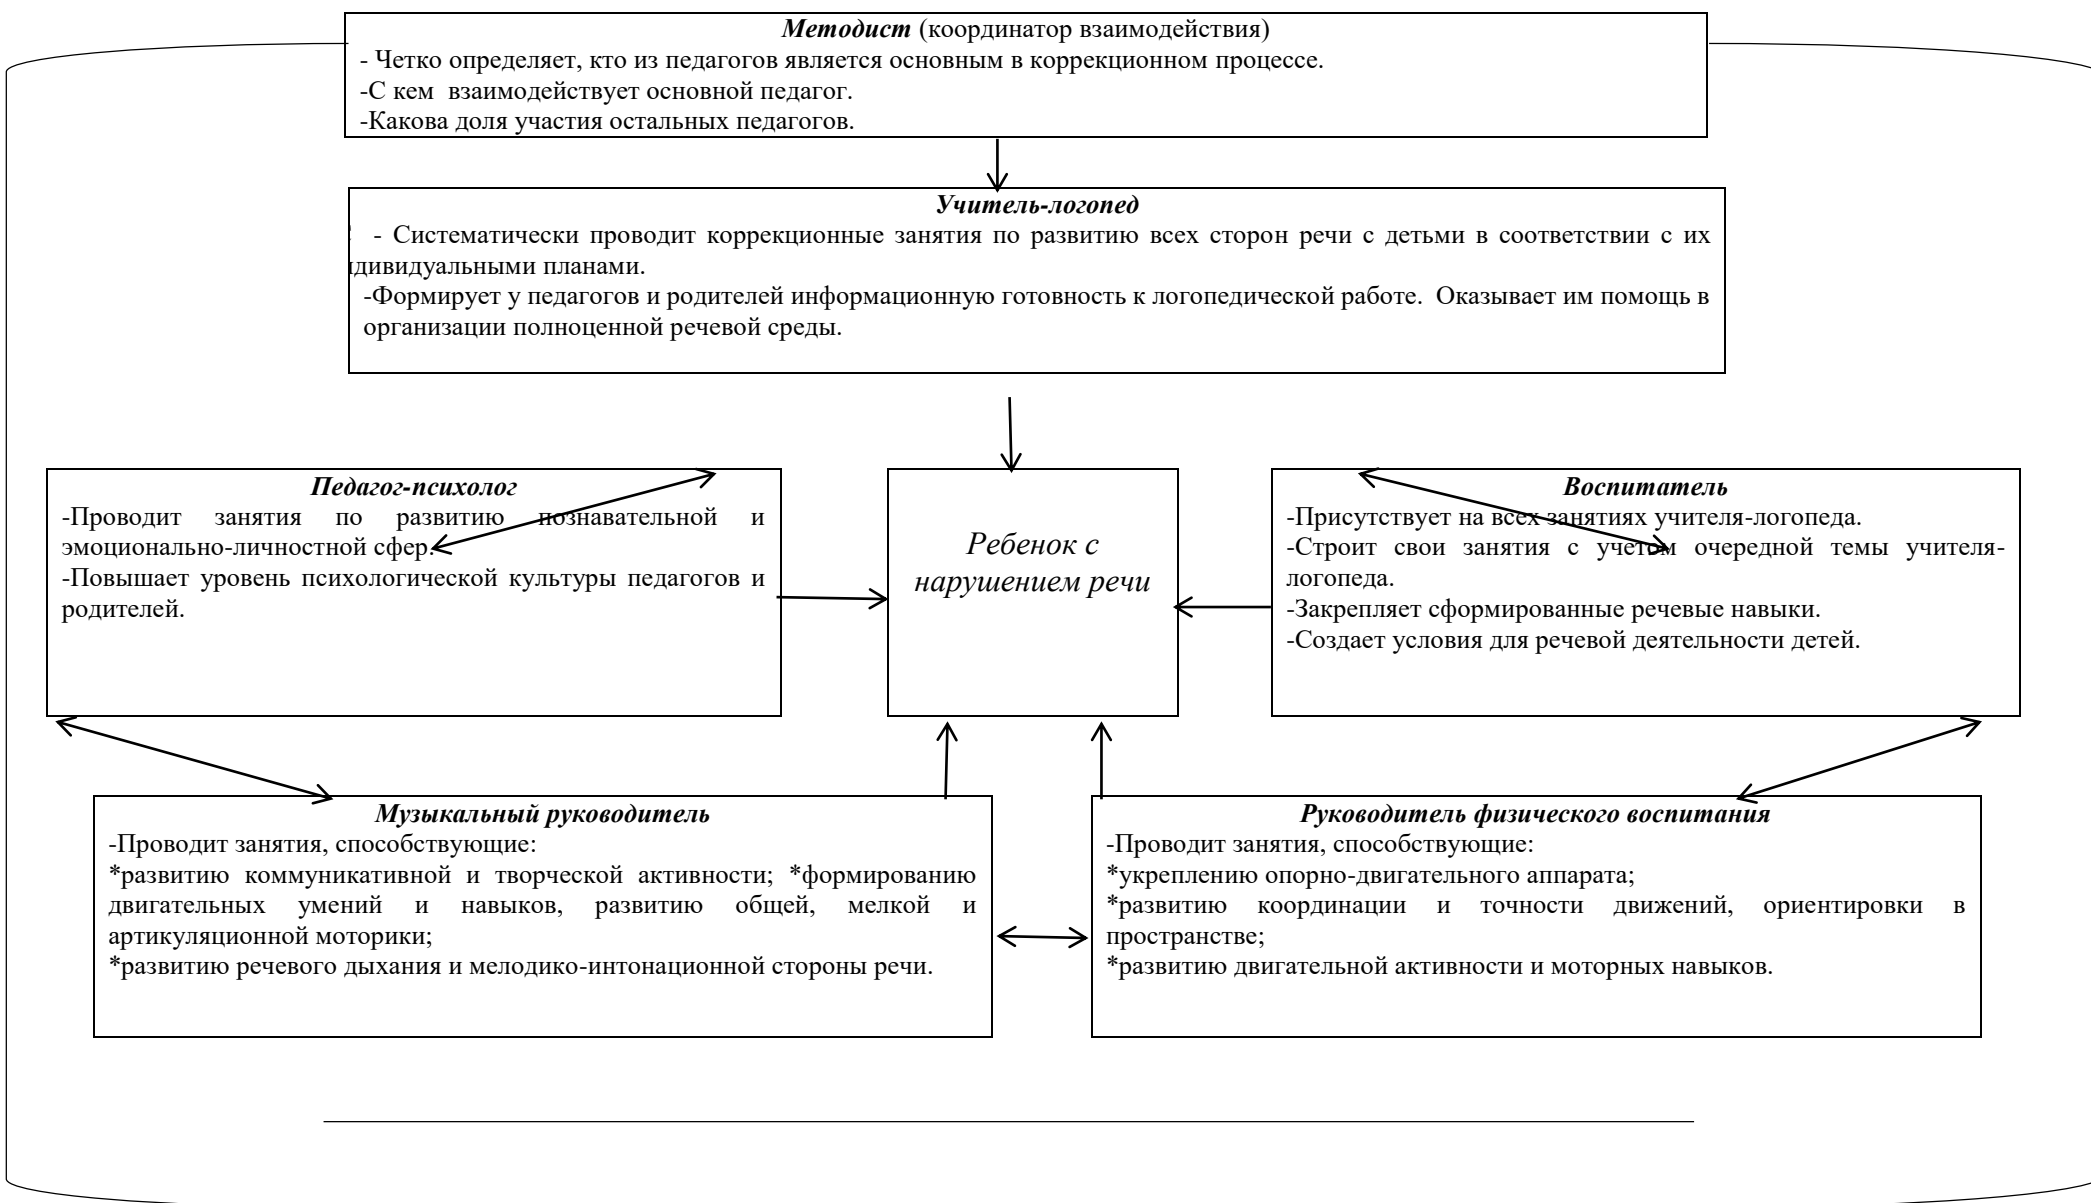 Методист (координатор взаимодействия)
- Четко определяет, кто из педагогов является основным в коррекционном процессе.
-С кем взаимодействует основной педагог.
-Какова доля участия остальных педагогов.
Учитель-логопед
- Систематически проводит коррекционные занятия по развитию всех сторон речи с детьми в соответствии с их
дивидуальными планами.
-Формирует у педагогов и родителей информационную готовность к логопедической работе. Оказывает им помощь в
организации полноценной речевой среды.
Педагог-психолог
-Проводит занятия по развитию познавательной и
эмоционально-личностной сфер.
-Повышает уровень психологической культуры педагогов и
родителей.
Ребенок с
нарушением речи
Воспитатель
-Присутствует на всех занятиях учителя-логопеда.
-Строит свои занятия с учетом очередной темы учителя-
логопеда.
-Закрепляет сформированные речевые навыки.
-Создает условия для речевой деятельности детей.
Музыкальный руководитель
-Проводит занятия, способствующие:
*развитию коммуникативной и творческой активности; *формированию
двигательных умений и навыков, развитию общей, мелкой и
артикуляционной моторики;
*развитию речевого дыхания и мелодико-интонационной стороны речи.
Руководитель физического воспитания
-Проводит занятия, способствующие:
*укреплению опорно-двигательного аппарата;
*развитию координации и точности движений, ориентировки в
пространстве;
*развитию двигательной активности и моторных навыков.